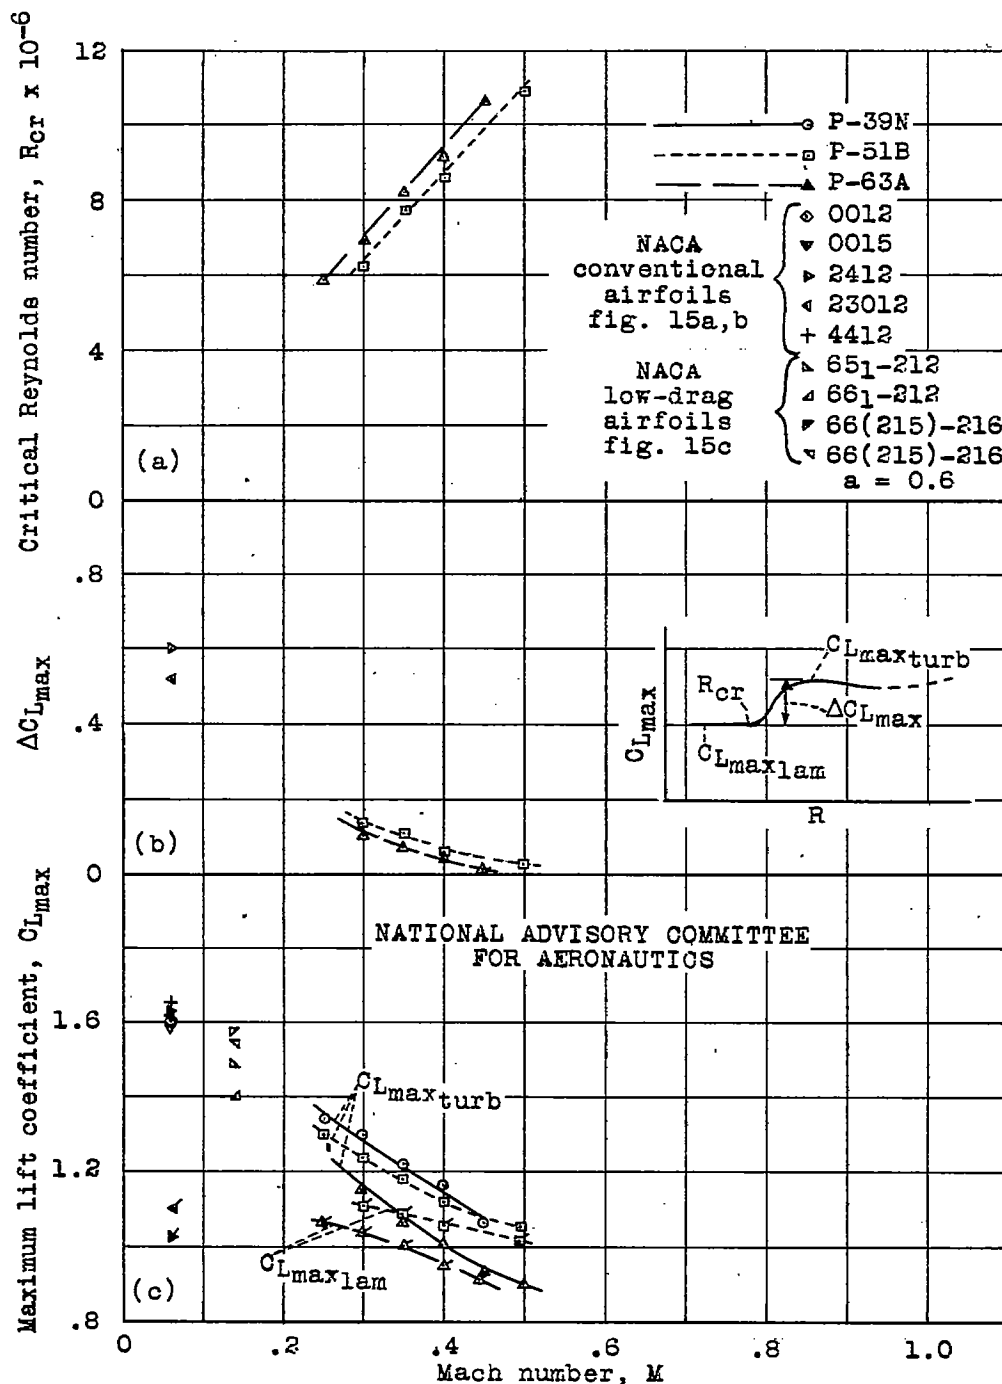 Critical Reynolds number, Rcr x 10-6
12
8
4
0
(a)
P-39N
P-51B
P-63A
NACA
conventional
airfoils
fig. 15a,b
0012
0015
2412
23012
4412
NACA
low-drag
airfoils
fig. 15c
651-212
661-212
66(215)-216
66(215)-216
a = 0.6
ΔCLmax
.8
.4
0
(b)
CLmax
Rcr
CLmaxturb
ΔCLmax
CLmaxlam
R
NATIONAL ADVISORY COMMITTEE
FOR AERONAUTICS
Maximum lift coefficient, CLmax
1.6
1.2
.8
CLmaxturb
CLmaxlam
(c)
0 .2 .4 .6 .8 1.0
Mach number, M